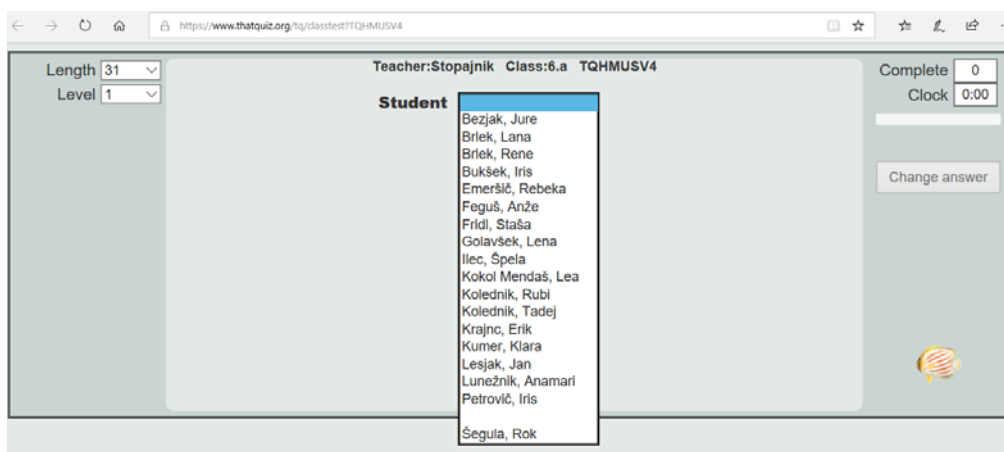 https://www.thatquiz.org/tq/classtest?TQHMUSV4
Teacher:Stopajnik Class:6.a TQHMUSV4
Length 31
Level 1
Student
Bezjak, Jure
Brlek, Lana
Brlek, Rene
Bukšek, Iris
Emeršič, Rebeka
Feguš, Anže
Fridl, Staša
Golavšek, Lena
Ilec, Špela
Kokol Mendaš, Lea
Kolednik, Rubi
Kolednik, Tadej
Krajnc, Erik
Kumer, Klara
Lesjak, Jan
Lunežnik, Anamari
Petrovič, Iris
Šegula, Rok
Complete 0
Clock 0:00
Change answer